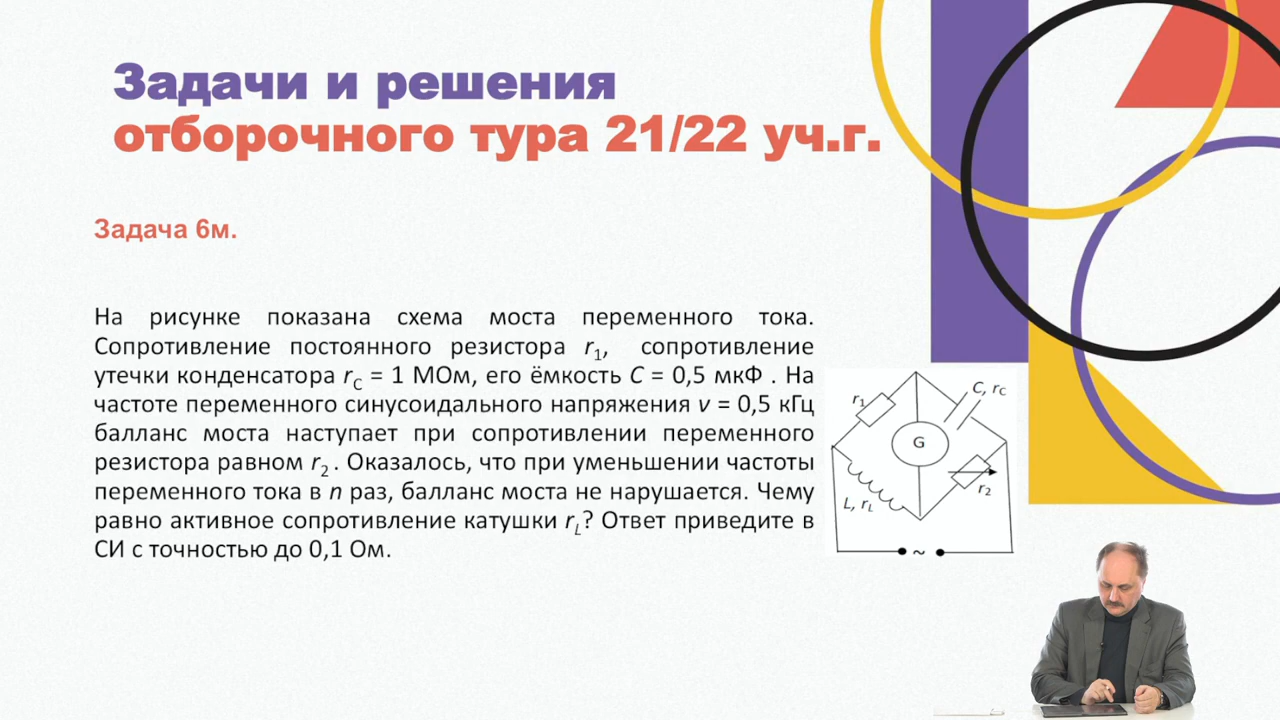 Задачи и решения
отборочного тура 21/22 уч.г.
Задача 6м.
На рисунке показана схема моста переменного тока.
Сопротивление постоянного резистора r1, сопротивление
утечки конденсатора rC = 1 МОм, его ёмкость C = 0,5 мкФ . На
частоте переменного синусоидального напряжения ν = 0,5 кГц
балланс моста наступает при сопротивлении переменного
резистора равном r2 . Оказалось, что при уменьшении частоты
переменного тока в n раз, балланс моста не нарушается. Чему
равно активное сопротивление катушки rL? Ответ приведите в
СИ с точностью до 0,1 Ом.
r1
C, rC
G
r2
L, rL
~